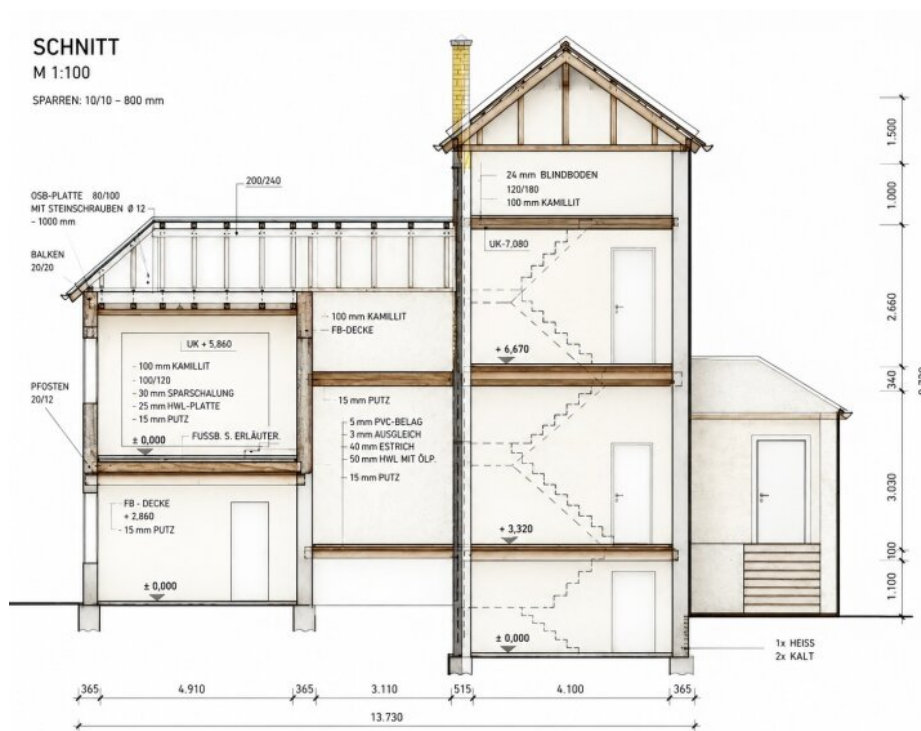 SCHNITT
M 1:100
SPARREN: 10/10 – 800 mm
OSB-PLATTE 80/100
MIT STEINSCHRAUBEN Ø 12
– 1000 mm
200/240
BALKEN
20/20
24 mm BLINDBODEN
120/180
100 mm KAMILLIT
UK-7,080
UK + 5,860
- 100 mm KAMILLIT
- 100/120
- 30 mm SPARSCHALUNG
- 25 mm HWL-PLATTE
- 15 mm PUTZ
± 0,000
FUSSB. S. ERLÄUTER.
- 100 mm KAMILLIT
FB-DECKE
+ 6,670
PFOSTEN
20/12
15 mm PUTZ
5 mm PVC-BELAG
3 mm AUSGLEICH
40 mm ESTRICH
50 mm HWL MIT ÖLP.
15 mm PUTZ
- FB - DECKE
+ 2,860
- 15 mm PUTZ
+ 3,320
± 0,000
± 0,000
1x HEISS
2x KALT
1.500
1.000
2.660
340
3.030
100
1.100
365
4.910
365
3.110
515
4.100
365
13.730